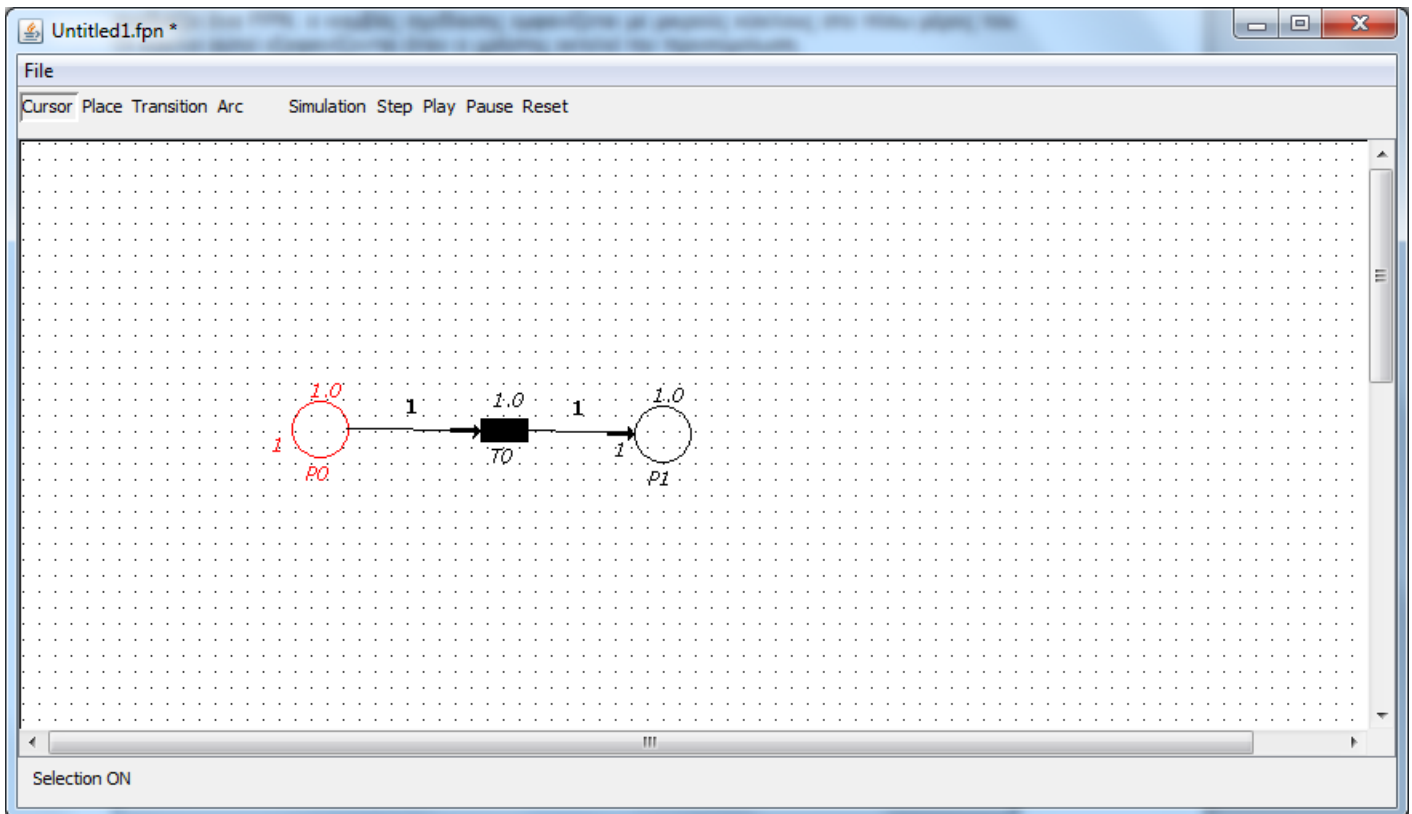 Untitled1.fpn *
File
Cursor Place Transition Arc Simulation Step Play Pause Reset
1.0 1 1.0 1 1.0
1 T0 1
P0 P1
Selection ON